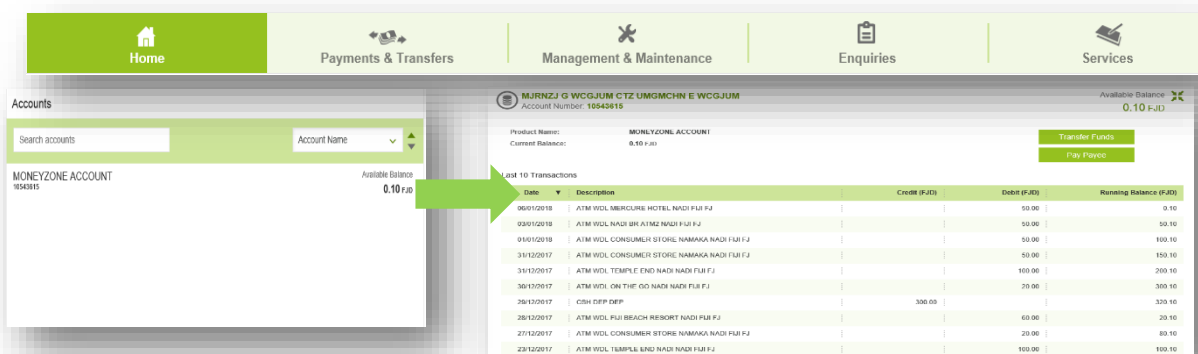 Home Payments & Transfers Management & Maintenance Enquiries Services
Accounts
Search accounts Account Name
MONEYZONE ACCOUNT Available Balance
10543615 0.10 FJD
MJRNZJ G WCGJUM CTZ UMGMCHN E WCGJUM Available Balance
Account Number: 10543615 0.10 FJD
Product Name: MONEYZONE ACCOUNT Transfer Funds
Current Balance: 0.10 FJD Pay Payee
Last 10 Transactions
Date Description Credit (FJD) Debit (FJD) Running Balance (FJD)
06/01/2018 ATM WDL MERCURE HOTEL NADI FIJI FJ 50.00 0.10
03/01/2018 ATM WDL NADI BR ATM2 NADI FIJI FJ 50.00 50.10
01/01/2018 ATM WDL CONSUMER STORE NAMAKA NADI FIJI FJ 50.00 100.10
31/12/2017 ATM WDL CONSUMER STORE NAMAKA NADI FIJI FJ 50.00 150.10
31/12/2017 ATM WDL TEMPLE END NADI NADI FIJI FJ 100.00 200.10
30/12/2017 ATM WDL ON THE GO NADI NADI FIJI FJ 20.00 300.10
29/12/2017 CSH DEP DEP 300.00 320.10
28/12/2017 ATM WDL FIJI BEACH RESORT NADI FIJI FJ 60.00 20.10
27/12/2017 ATM WDL CONSUMER STORE NAMAKA NADI FIJI FJ 20.00 80.10
23/12/2017 ATM WDL TEMPLE END NADI NADI FIJI FJ 100.00 100.10